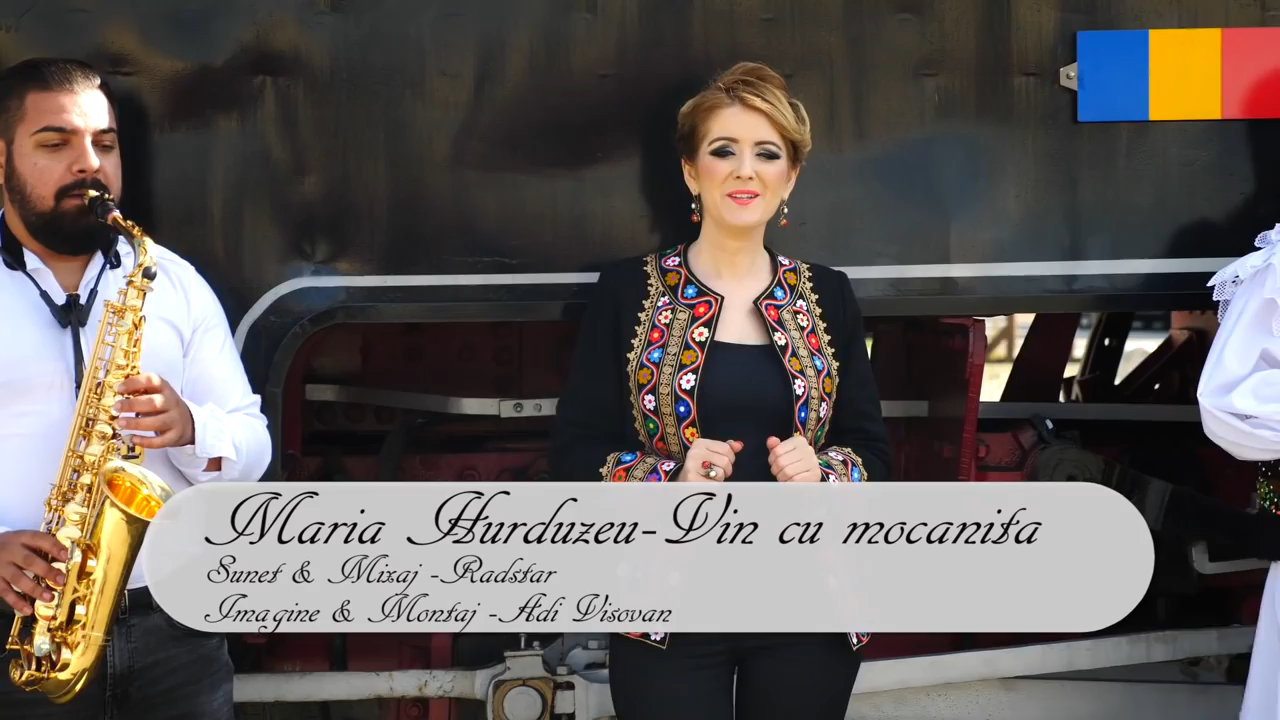 Maria Hurduzeu-Vin cu mocanita
Sunet & Mixaj -Radstar
Imagine & Montaj -Adi Visovan